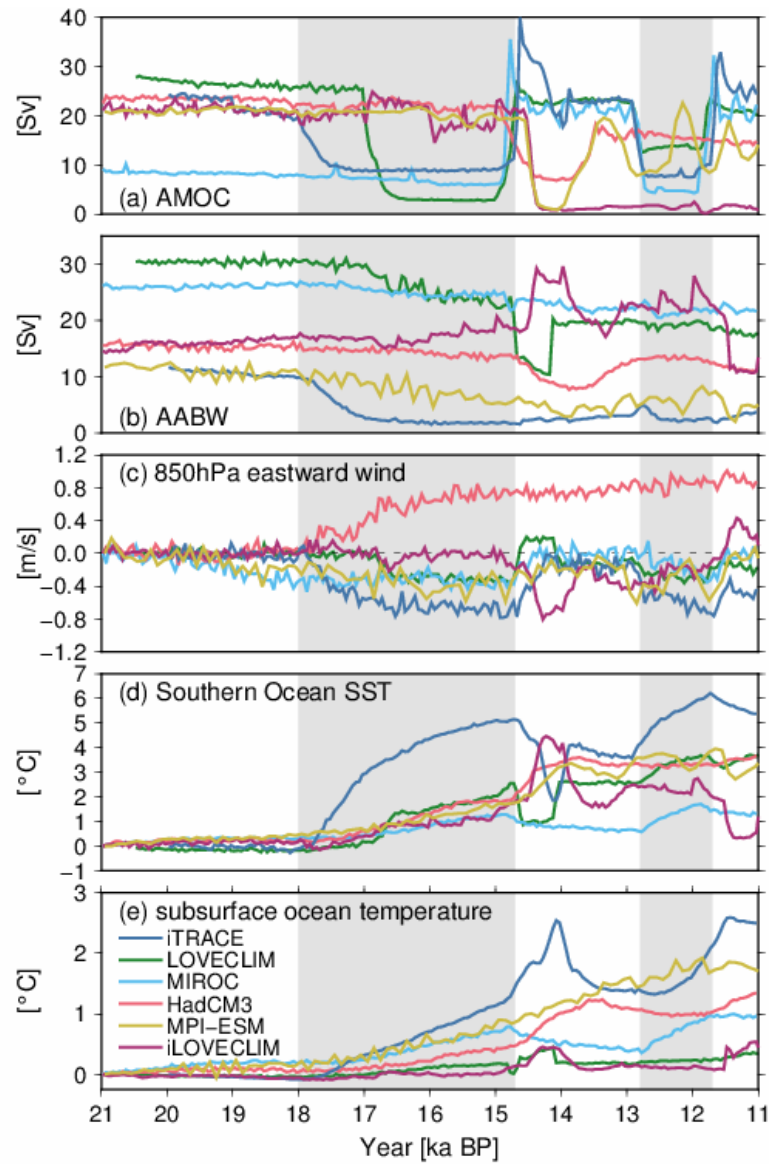 40
30
[Sv]
20
10
(a) AMOC
0
30
[Sv]
20
10
(b) AABW
0
1.2
(c) 850hPa eastward wind
0.8
0.4
[m/s]
0.0
−0.4
−0.8
−1.2
7
(d) Southern Ocean SST
6
5
4
[°C]
3
2
1
0
−1
3
(e) subsurface ocean temperature
iTRACE
2
LOVECLIM
[°C]
MIROC
HadCM3
1
MPI−ESM
iLOVECLIM
0
21 20 19 18 17 16 15 14 13 12 11
Year [ka BP]